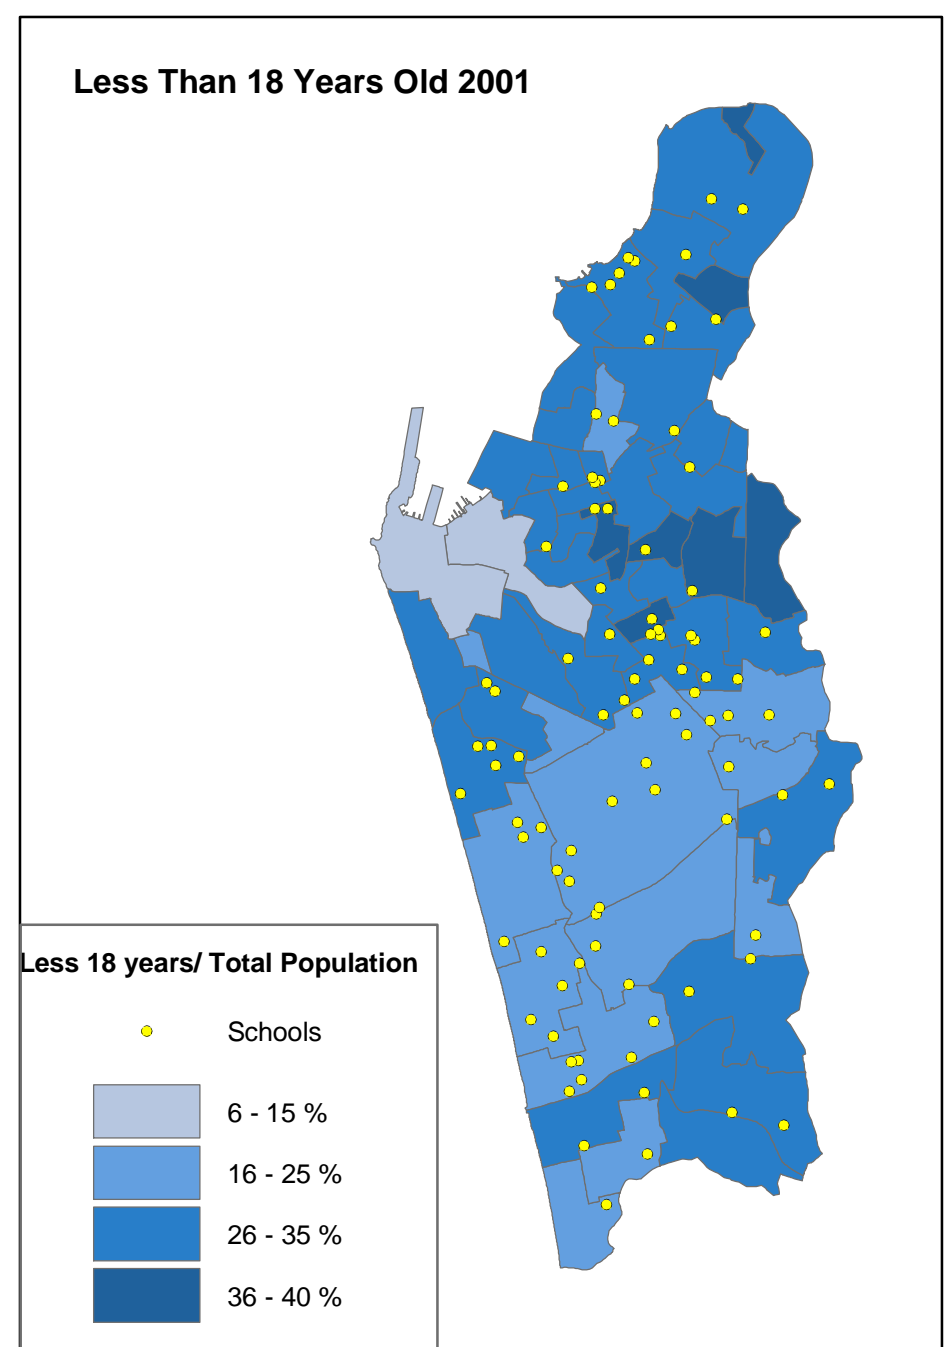 Less Than 18 Years Old 2001
Less 18 years/ Total Population
Schools
6 - 15 %
16 - 25 %
26 - 35 %
36 - 40 %